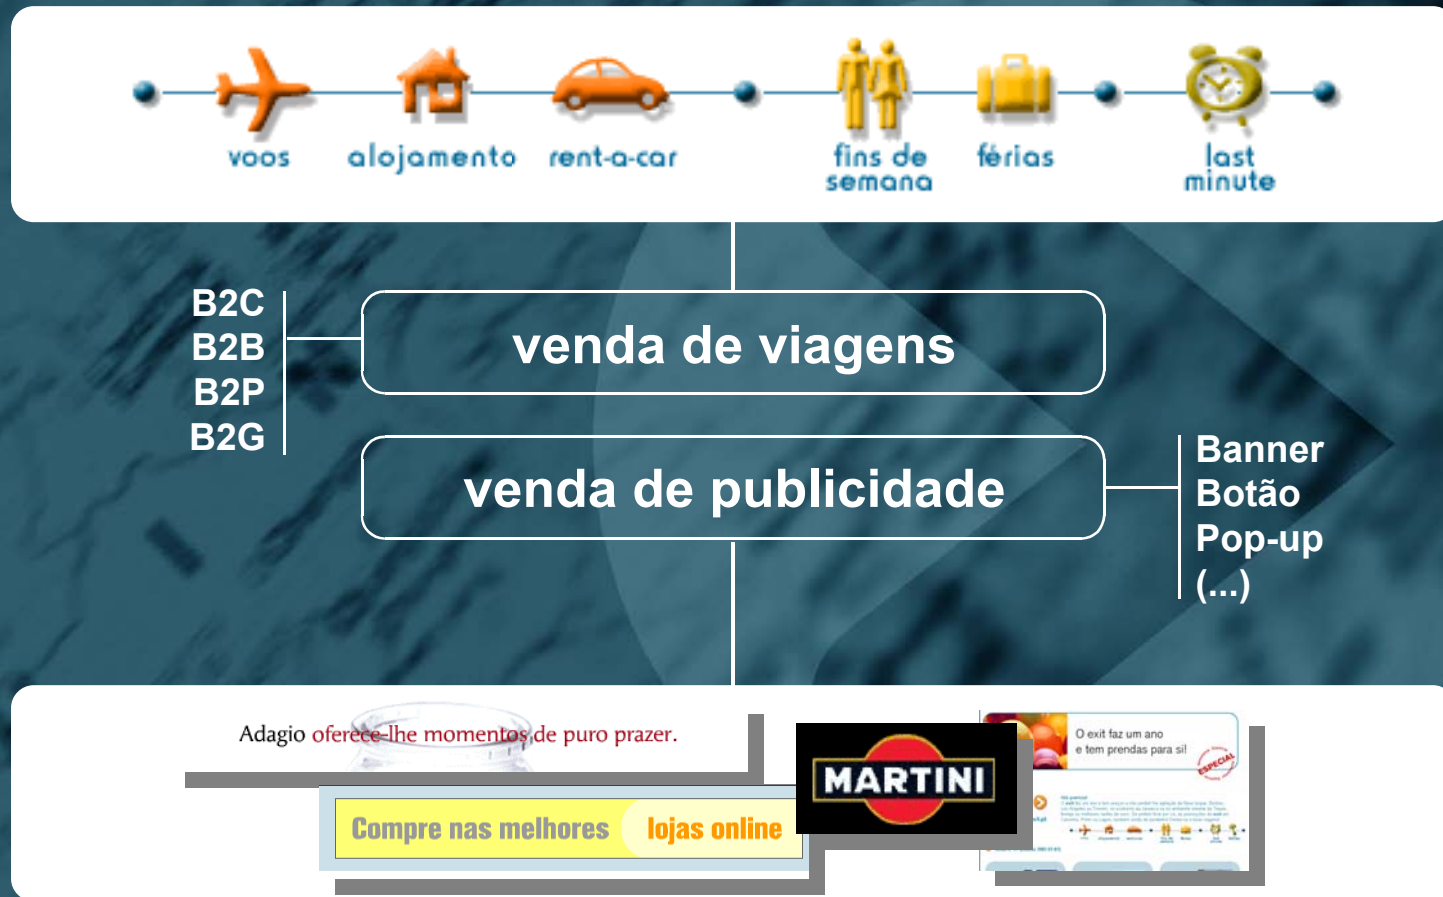 voos
alojamento
rent-a-car
fins de
semana
férias
last
minute
B2C
B2B
B2P
B2G
venda de viagens
venda de publicidade
Banner
Botão
Pop-up
(...)
Adagio oferece-lhe momentos de puro prazer.
Compre nas melhores lojas online
MARTINI
O exit faz um ano
e tem prendas para si!
ESPECIAL